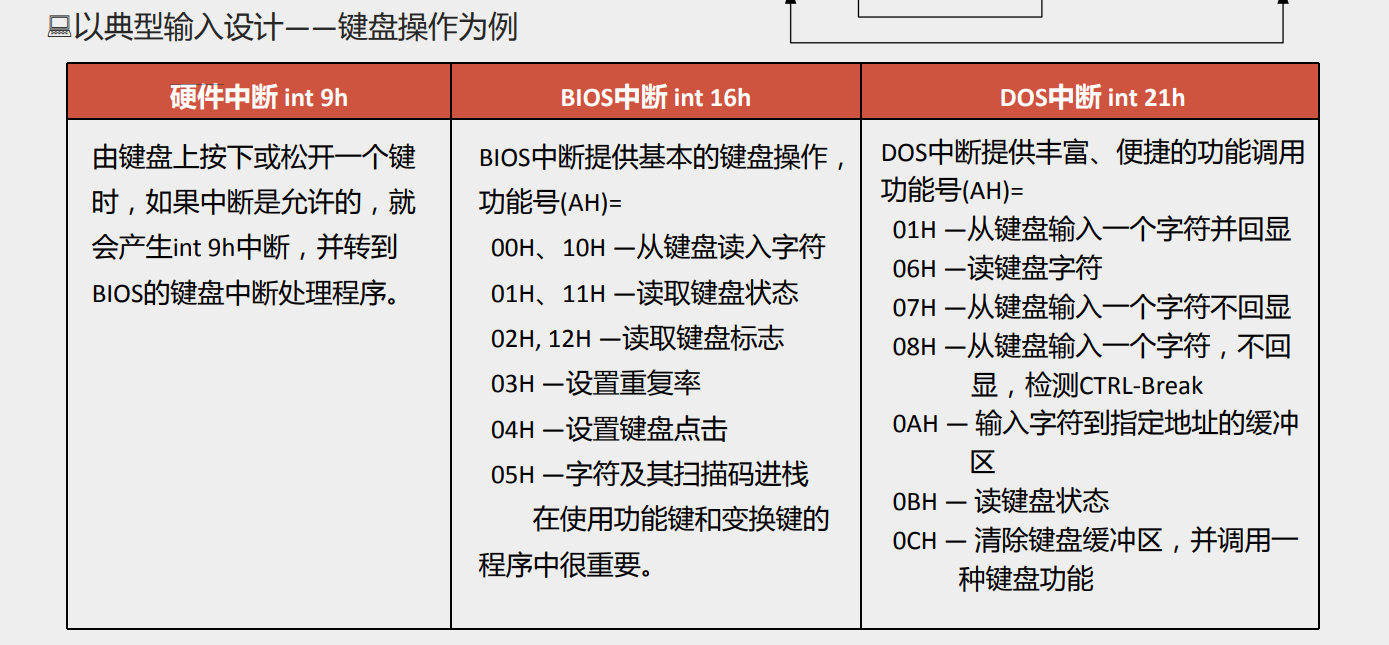 以典型输入设计——键盘操作为例
硬件中断 int 9h
由键盘上按下或松开一个键
时，如果中断是允许的，就
会产生int 9h中断，并转到
BIOS的键盘中断处理程序。
BIOS中断 int 16h
BIOS中断提供基本的键盘操作，
功能号(AH)=
00H、10H —从键盘读入字符
01H、11H —读取键盘状态
02H, 12H —读取键盘标志
03H —设置重复率
04H —设置键盘点击
05H —字符及其扫描码进栈
在使用功能键和变换键的
程序中很重要。
DOS中断 int 21h
DOS中断提供丰富、便捷的功能调用
功能号(AH)=
01H —从键盘输入一个字符并回显
06H —读键盘字符
07H —从键盘输入一个字符不回显
08H —从键盘输入一个字符，不回
显，检测CTRL-Break
0AH — 输入字符到指定地址的缓冲
区
0BH — 读键盘状态
0CH — 清除键盘缓冲区，并调用一
种键盘功能